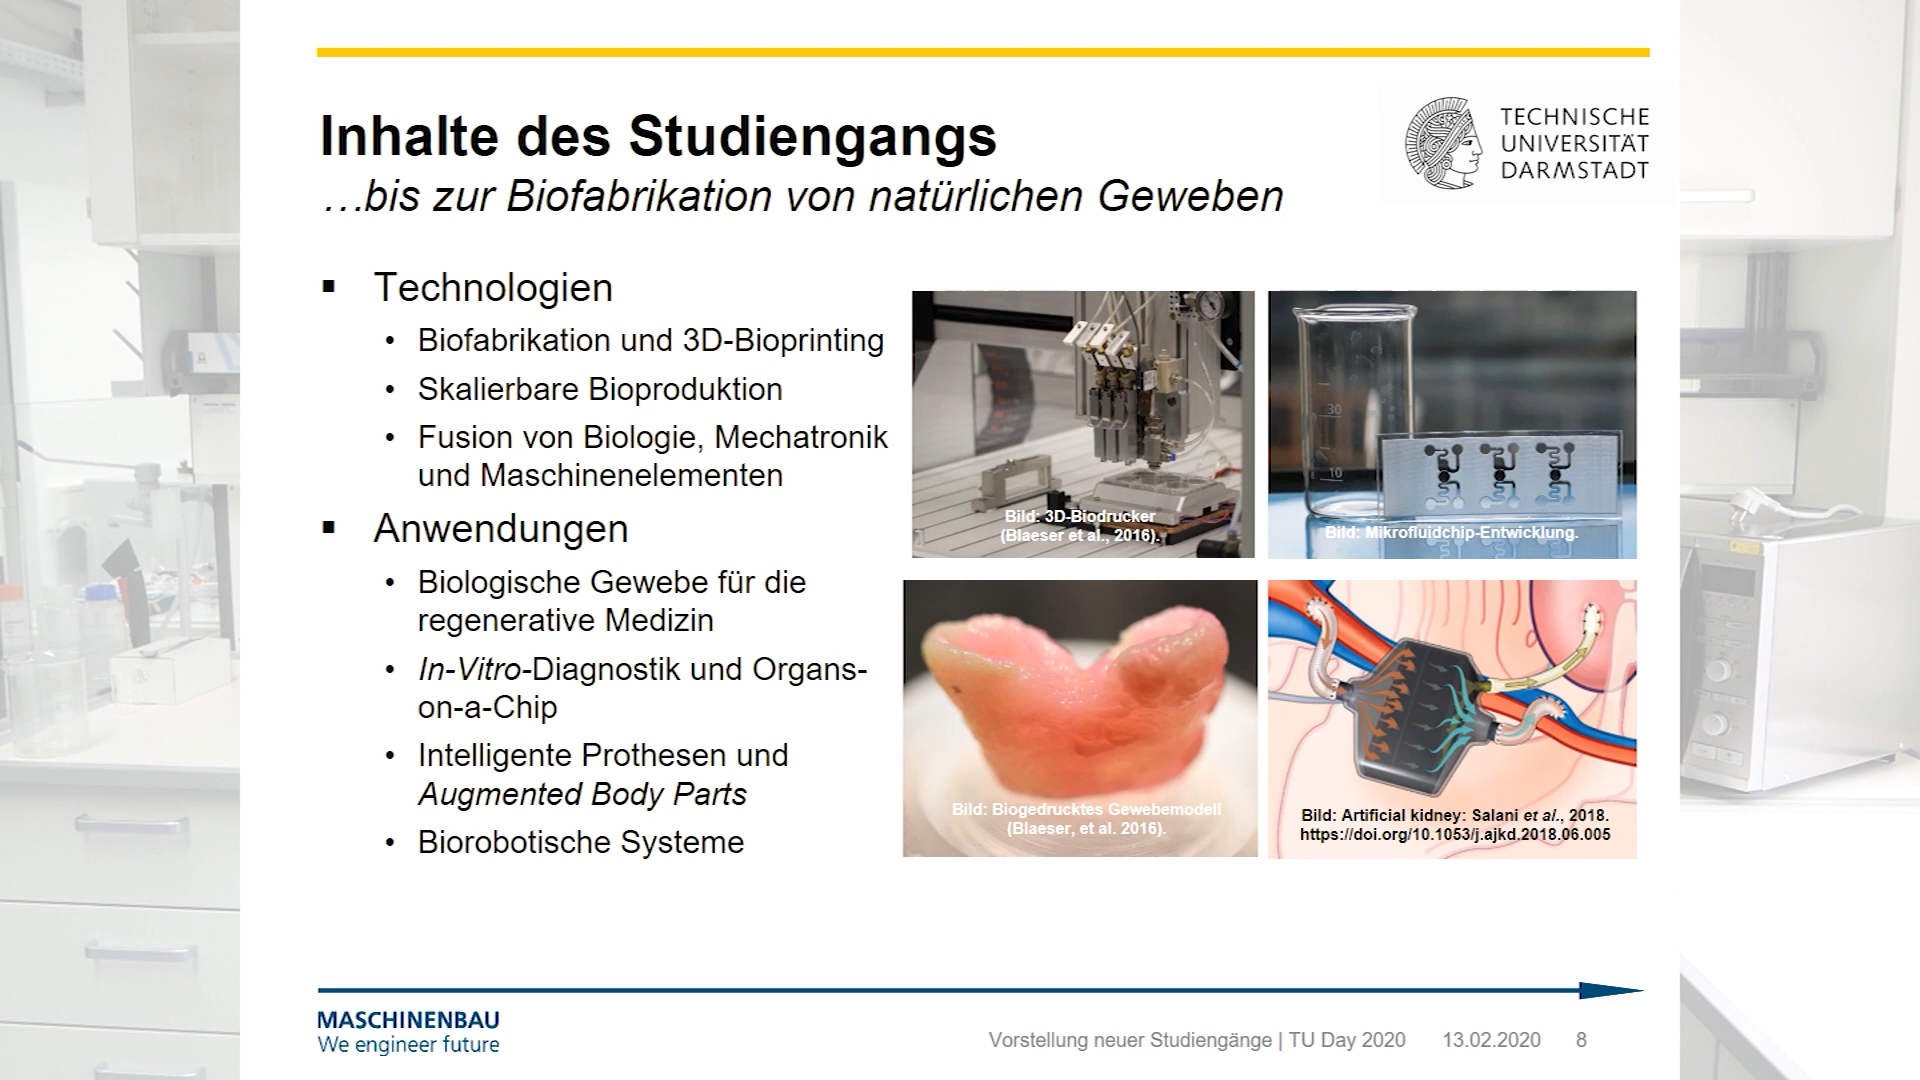 Inhalte des Studiengangs
…bis zur Biofabrikation von natürlichen Geweben
TECHNISCHE
UNIVERSITÄT
DARMSTADT
▪ Technologien
• Biofabrikation und 3D-Bioprinting
• Skalierbare Bioproduktion
• Fusion von Biologie, Mechatronik
und Maschinenelementen
▪ Anwendungen
• Biologische Gewebe für die
regenerative Medizin
• In-Vitro-Diagnostik und Organs-
on-a-Chip
• Intelligente Prothesen und
Augmented Body Parts
• Biorobotische Systeme
Bild: 3D-Biodrucker
(Blaeser et al., 2016).
30
10
Bild: Mikrofluidchip-Entwicklung.
Bild: Biogedrucktes Gewebemodell
(Blaeser, et al. 2016).
Bild: Artificial kidney: Salani et al., 2018.
https://doi.org/10.1053/j.ajkd.2018.06.005
MASCHINENBAU
We engineer future
Vorstellung neuer Studiengänge | TU Day 2020 13.02.2020 8